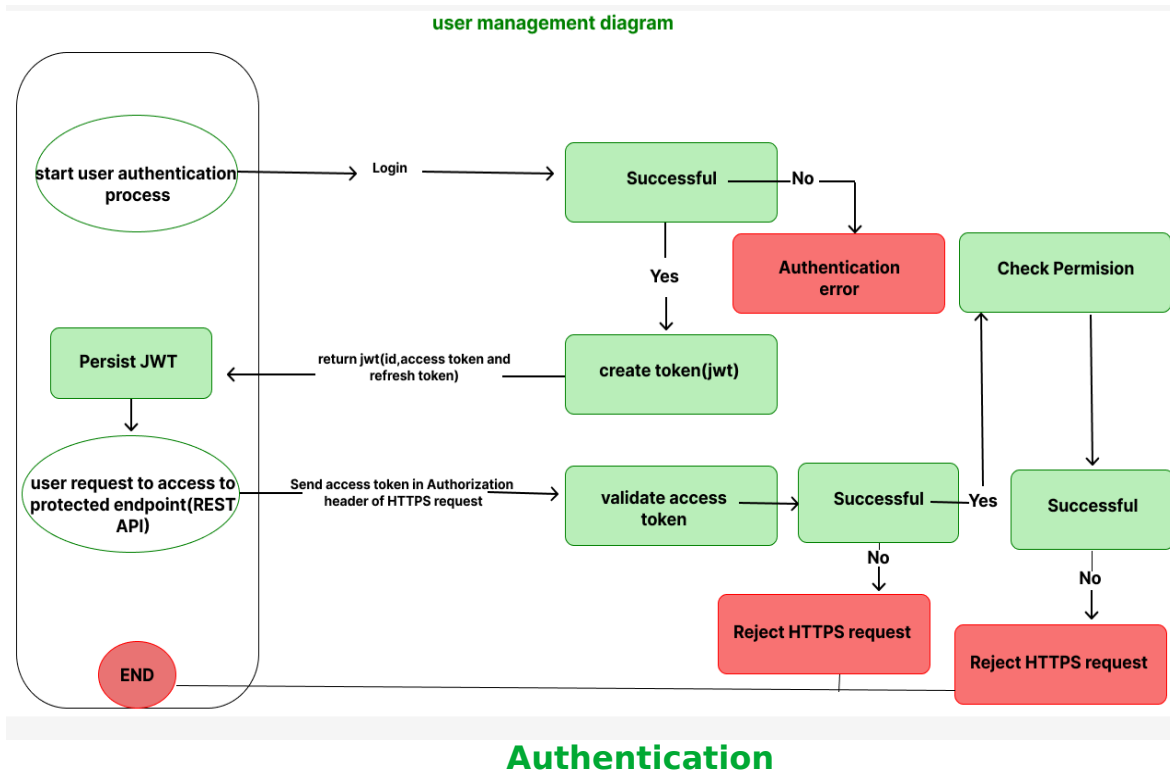 user management diagram
start user authentication
process
Login
Successful
No
Authentication
error
Check Permision
Yes
Persist JWT
return jwt(id,access token and
refresh token)
create token(jwt)
user request to access to
protected endpoint(REST
API)
Send access token in Authorization
header of HTTPS request
validate access
token
Successful
Yes
Successful
No
No
Reject HTTPS request
Reject HTTPS request
END
Authentication